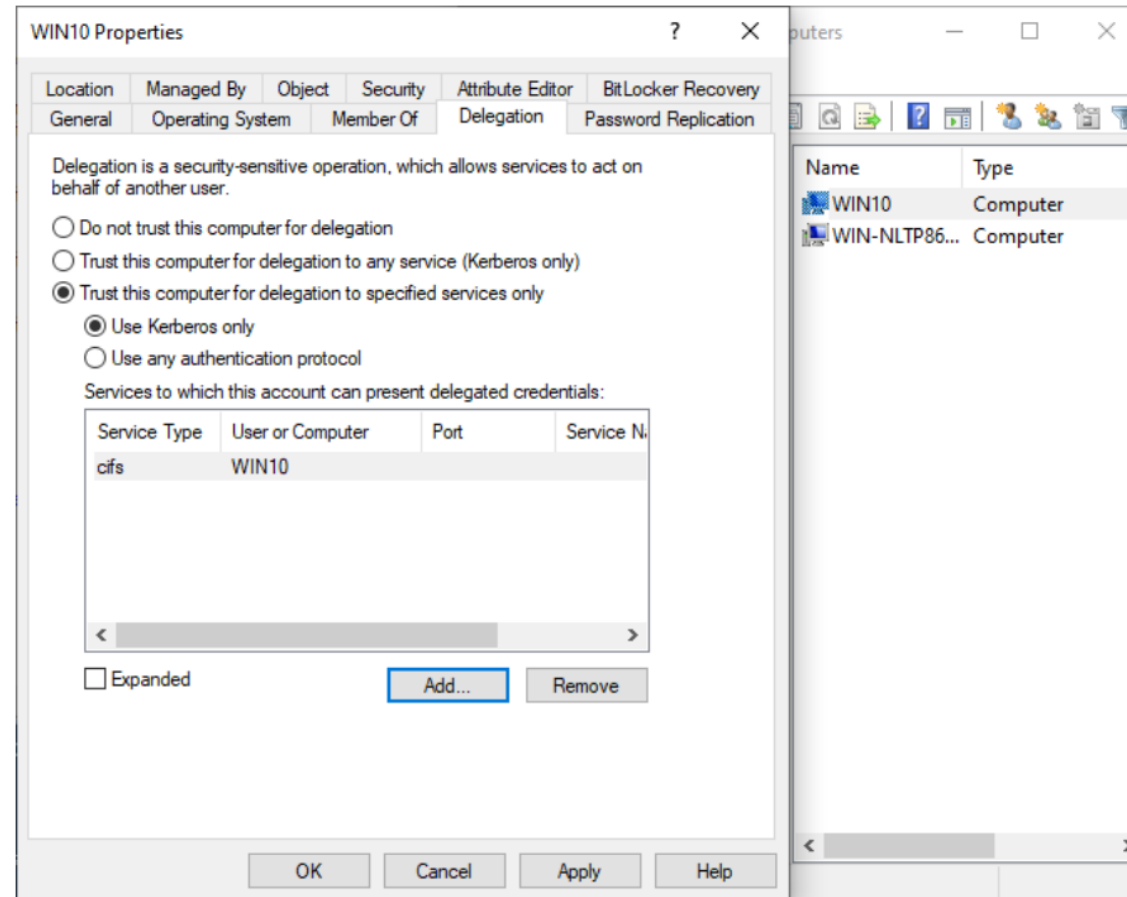 WIN10 Properties
?
puters
Location Managed By Object Security Attribute Editor BitLocker Recovery
General Operating System Member Of Delegation Password Replication
Delegation is a security-sensitive operation, which allows services to act on
behalf of another user.
Do not trust this computer for delegation
Trust this computer for delegation to any service (Kerberos only)
Trust this computer for delegation to specified services only
Use Kerberos only
Use any authentication protocol
Services to which this account can present delegated credentials:
Service Type User or Computer Port Service Na
cifs WIN10
Expanded
Add... Remove
OK Cancel Apply Help
Name Type
WIN10 Computer
WIN-NLTP86... Computer